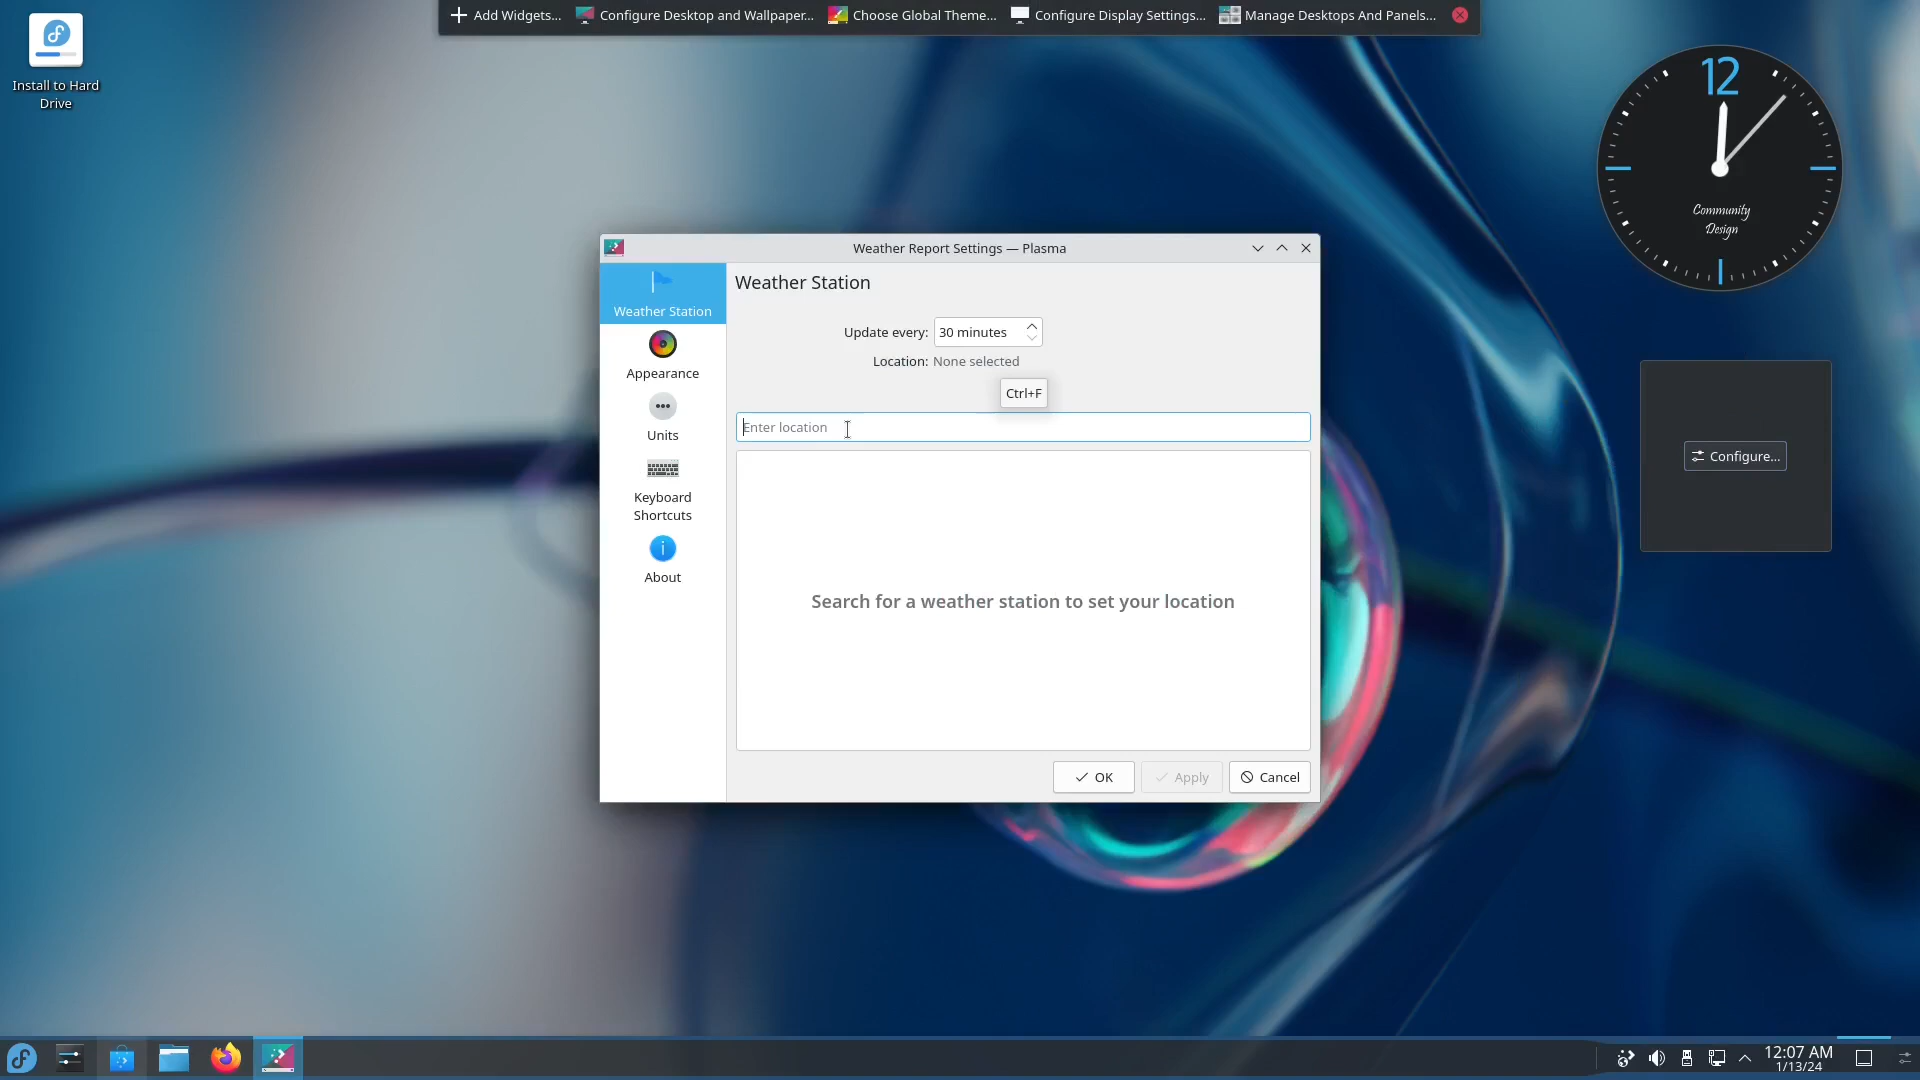 Add Widgets... Configure Desktop and Wallpaper... Choose Global Theme... Configure Display Settings... Manage Desktops And Panels...
Install to Hard
Drive
12
Community
Design
Weather Report Settings — Plasma
Weather Station
Appearance
Units
Keyboard
Shortcuts
About
Weather Station
Update every: 30 minutes
Location: None selected
Ctrl+F
Enter location
Search for a weather station to set your location
OK Apply Cancel
Configure...
12:07 AM
1/13/24